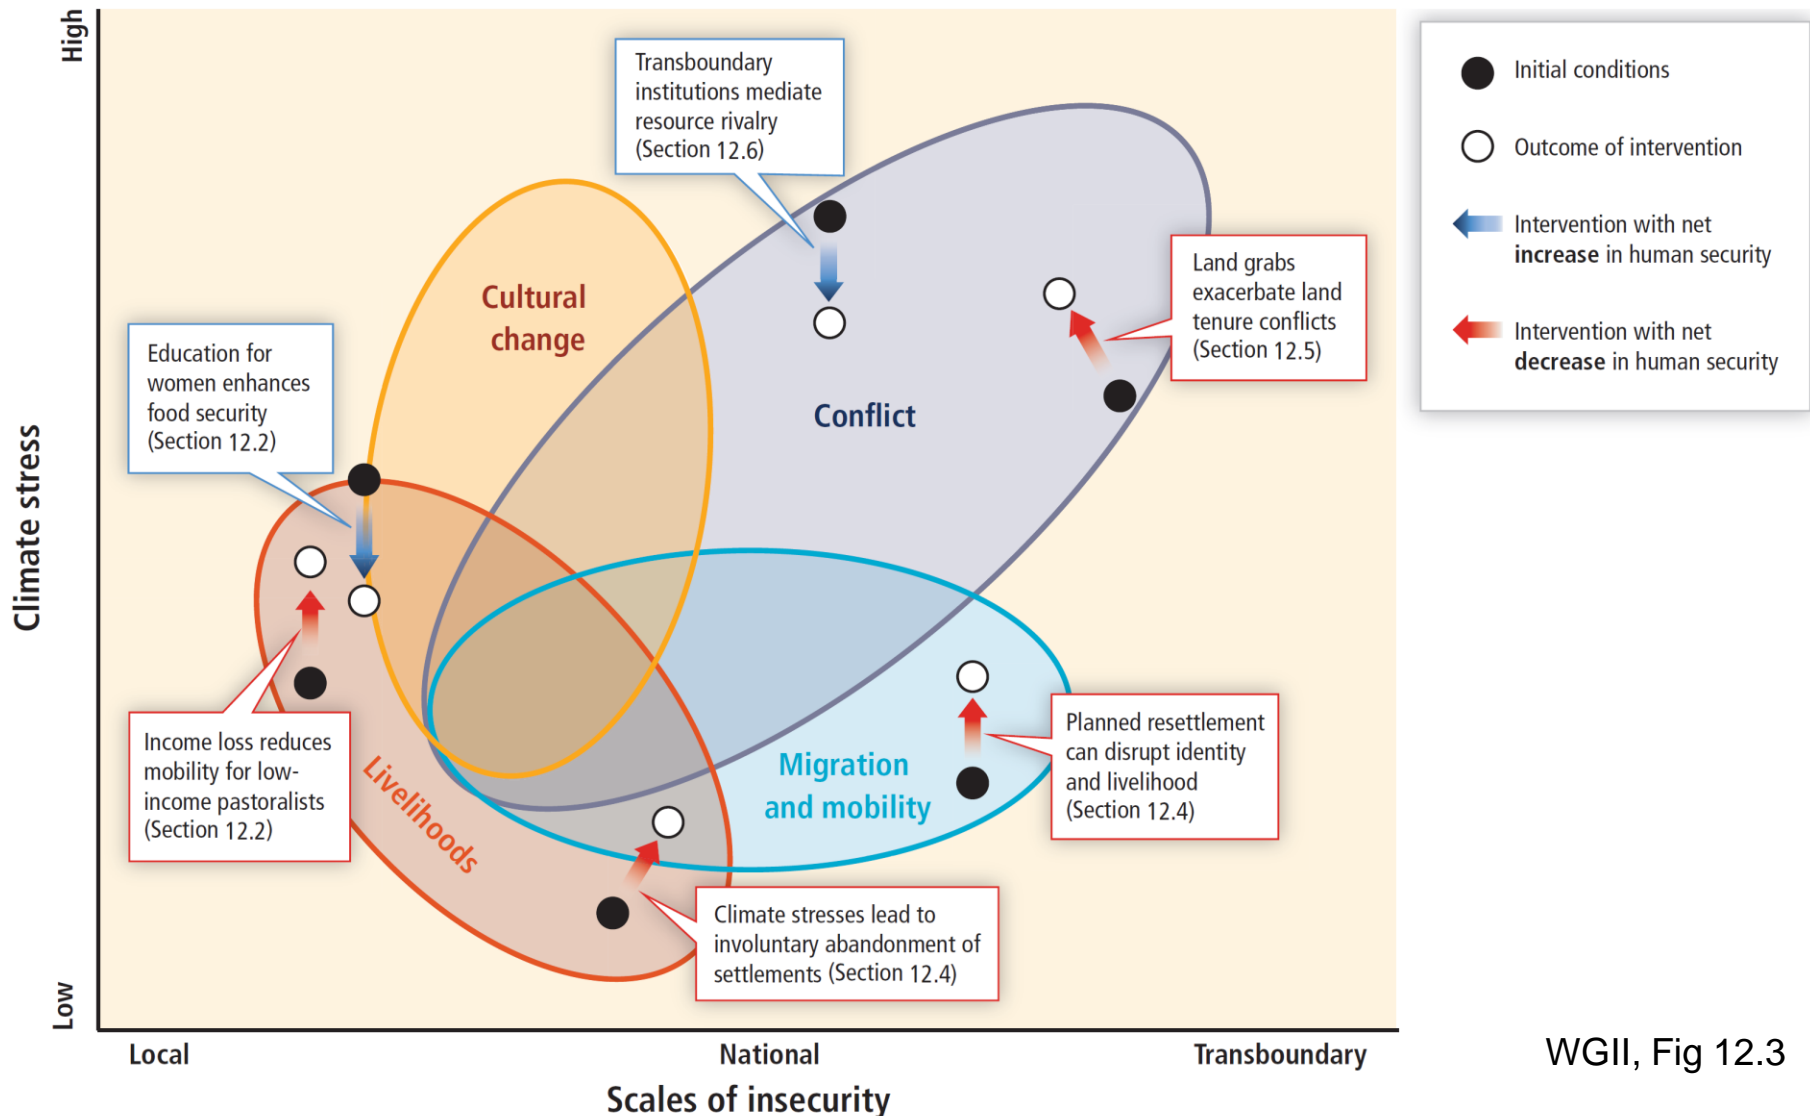 High
Climate stress
Low
Transboundary
institutions mediate
resource rivalry
(Section 12.6)
Cultural
change
Land grabs
exacerbate land
tenure conflicts
(Section 12.5)
Education for
women enhances
food security
(Section 12.2)
Conflict
Income loss reduces
mobility for low-
income pastoralists
(Section 12.2)
Livelihoods
Migration
and mobility
Planned resettlement
can disrupt identity
and livelihood
(Section 12.4)
Climate stresses lead to
involuntary abandonment of
settlements (Section 12.4)
Local
National
Transboundary
Scales of insecurity
Initial conditions
Outcome of intervention
Intervention with net
increase in human security
Intervention with net
decrease in human security
WGII, Fig 12.3